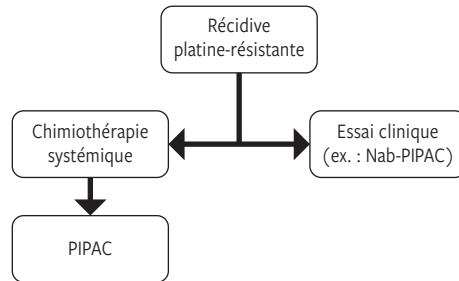 Récidive
platine-résistante
Chimiothérapie
systémique
Essai clinique
(ex. : Nab-PIPAC)
PIPAC